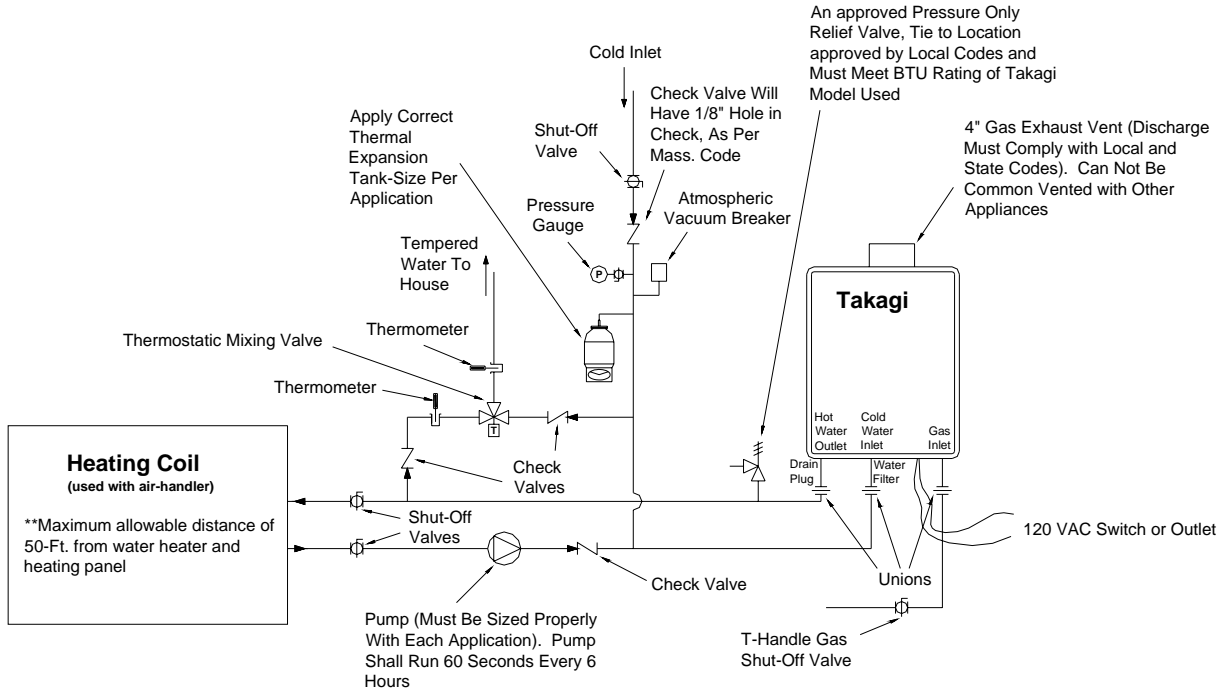 An approved Pressure Only
Relief Valve, Tie to Location
approved by Local Codes and
Must Meet BTU Rating of Takagi
Model Used
Cold Inlet
Check Valve Will
Have 1/8" Hole in
Check, As Per
Mass. Code
Apply Correct
Thermal
Expansion
Tank-Size Per
Application
Shut-Off
Valve
4" Gas Exhaust Vent (Discharge
Must Comply with Local and
State Codes). Can Not Be
Common Vented with Other
Appliances
Pressure
Gauge
Atmospheric
Vacuum Breaker
P
Tempered
Water To
House
Takagi
Thermometer
Thermostatic Mixing Valve
Thermometer
T
Hot
Water
Outlet
Cold
Water
Inlet
Gas
Inlet
Heating Coil
(used with air-handler)
**Maximum allowable distance of
50-Ft. from water heater and
heating panel
Check
Valves
Drain
Plug
Water
Filter
Shut-Off
Valves
120 VAC Switch or Outlet
Check Valve
Unions
Pump (Must Be Sized Properly
With Each Application). Pump
Shall Run 60 Seconds Every 6
Hours
T-Handle Gas
Shut-Off Valve